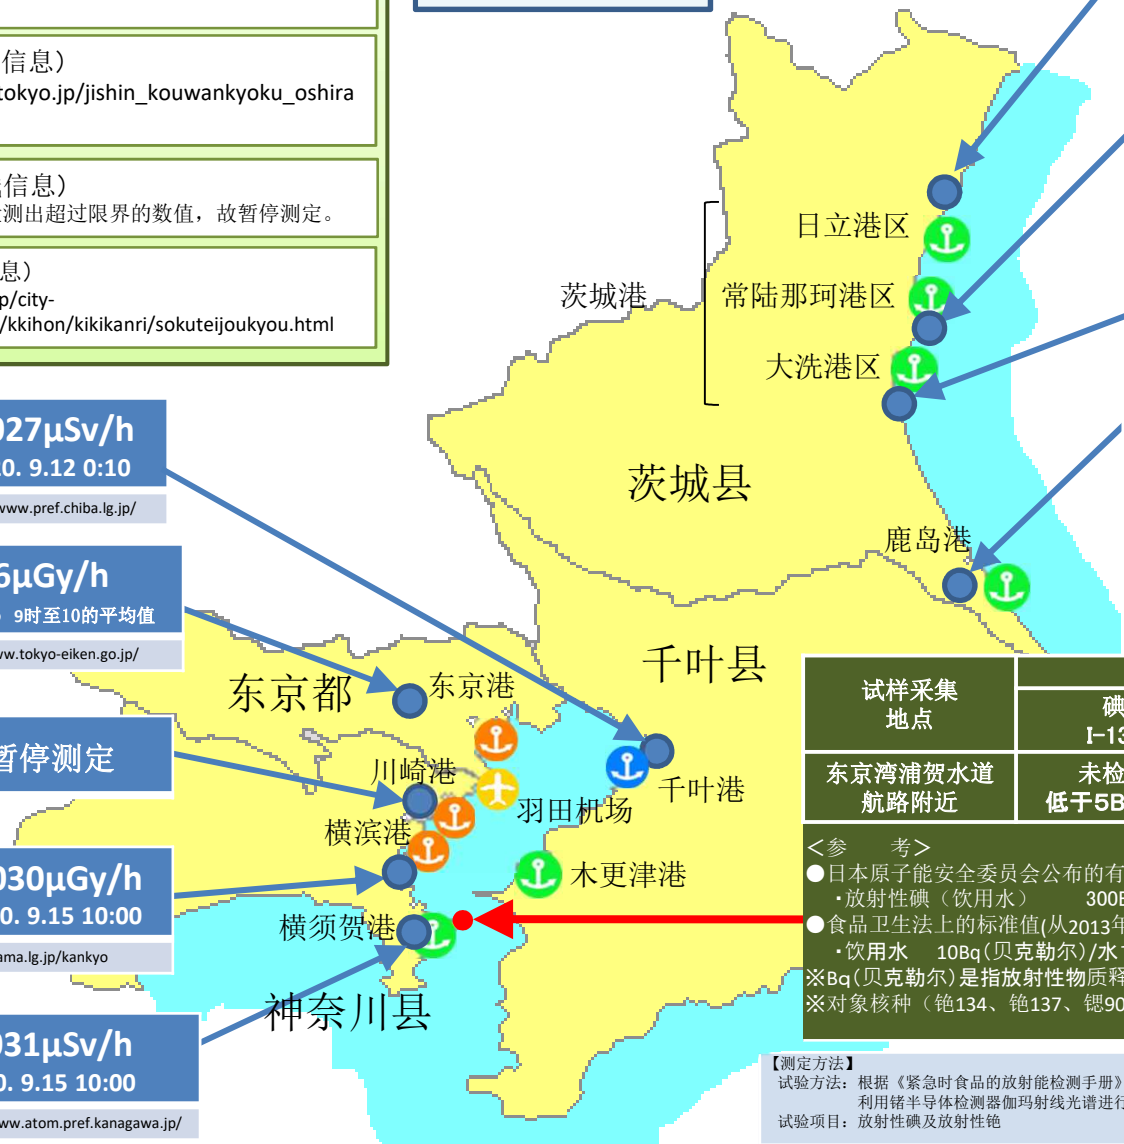 信息）
tokyo.jp/jishin_kouwankyoku_oshira
信息）
测出超过限界的数值，故暂停测定。
息）
p/city-
/kkihon/kikikanri/sokuteijoukyou.html
027μSv/h
0. 9.12 0:10
www.pref.chiba.lg.jp/
6μGy/h
9时至10的平均值
ww.tokyo-eiken.go.jp/
暂停测定
030μGy/h
0. 9.15 10:00
ama.lg.jp/kankyo
031μSv/h
0. 9.15 10:00
www.atom.pref.kanagawa.jp/
日立港区
茨城港
常陆那珂港区
大洗港区
茨城县
鹿岛港
千叶县
东京都
东京港
川崎港
羽田机场
千叶港
横滨港
木更津港
横须贺港
神奈川县
试样采集
地点
碘
I-13
东京湾浦贺水道
航路附近
未检
低于5B
＜参　考＞
●日本原子能安全委员会公布的有
・放射性碘（饮用水） 300B
●食品卫生法上的标准值(从2013年
・饮用水 10Bq(贝克勒尔)/水
※Bq(贝克勒尔)是指放射性物质释
※对象核种（铯134、铯137、锶90
【测定方法】
试验方法：根据《紧急时食品的放射能检测手册》
利用锗半导体检测器伽玛射线光谱进行
试验项目：放射性碘及放射性铯